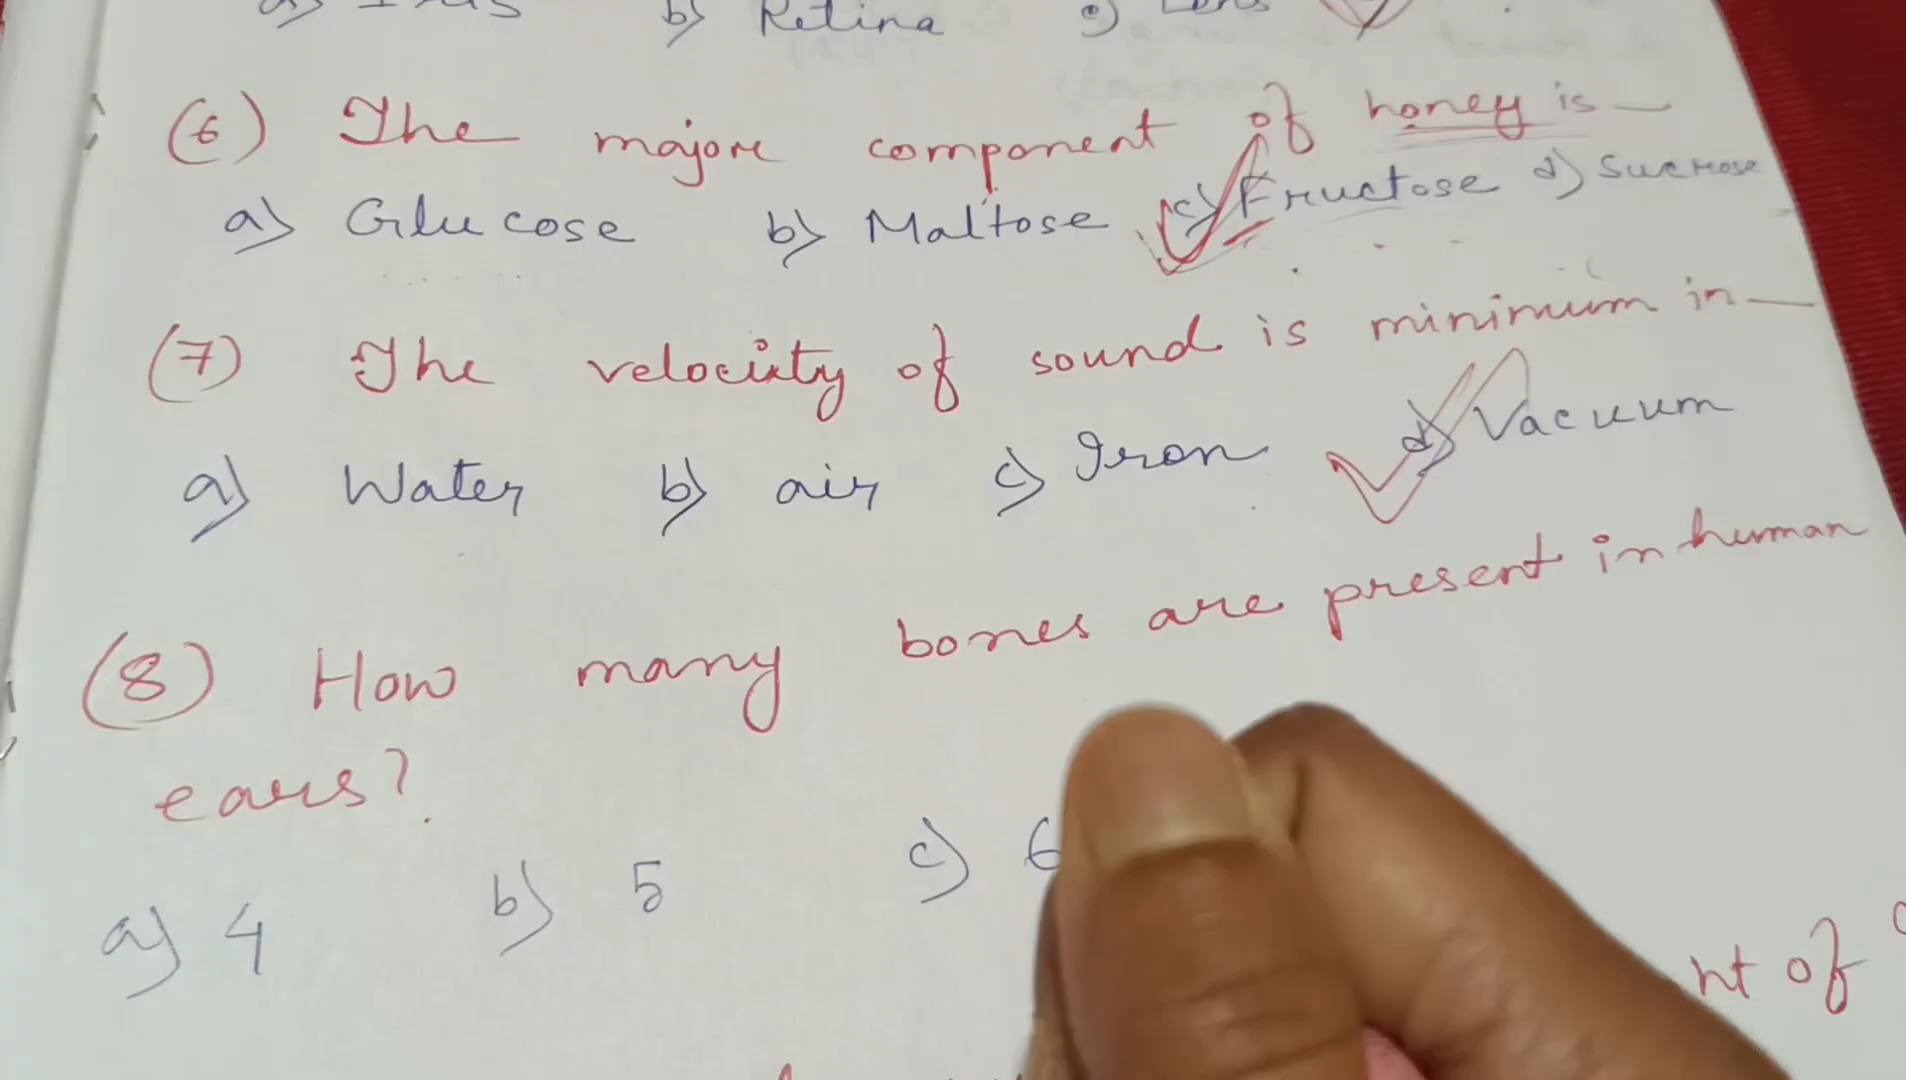 b) Retina c) Lens
(6) The major component of honey is —
a) Glucose b) Maltose c) Fructose d) Sucrose
(7) The velocity of sound is minimum in —
a) Water b) air c) Iron d) Vacuum
(8) How many bones are present in human
ears?
a) 4 b) 5 c) 6
nt of